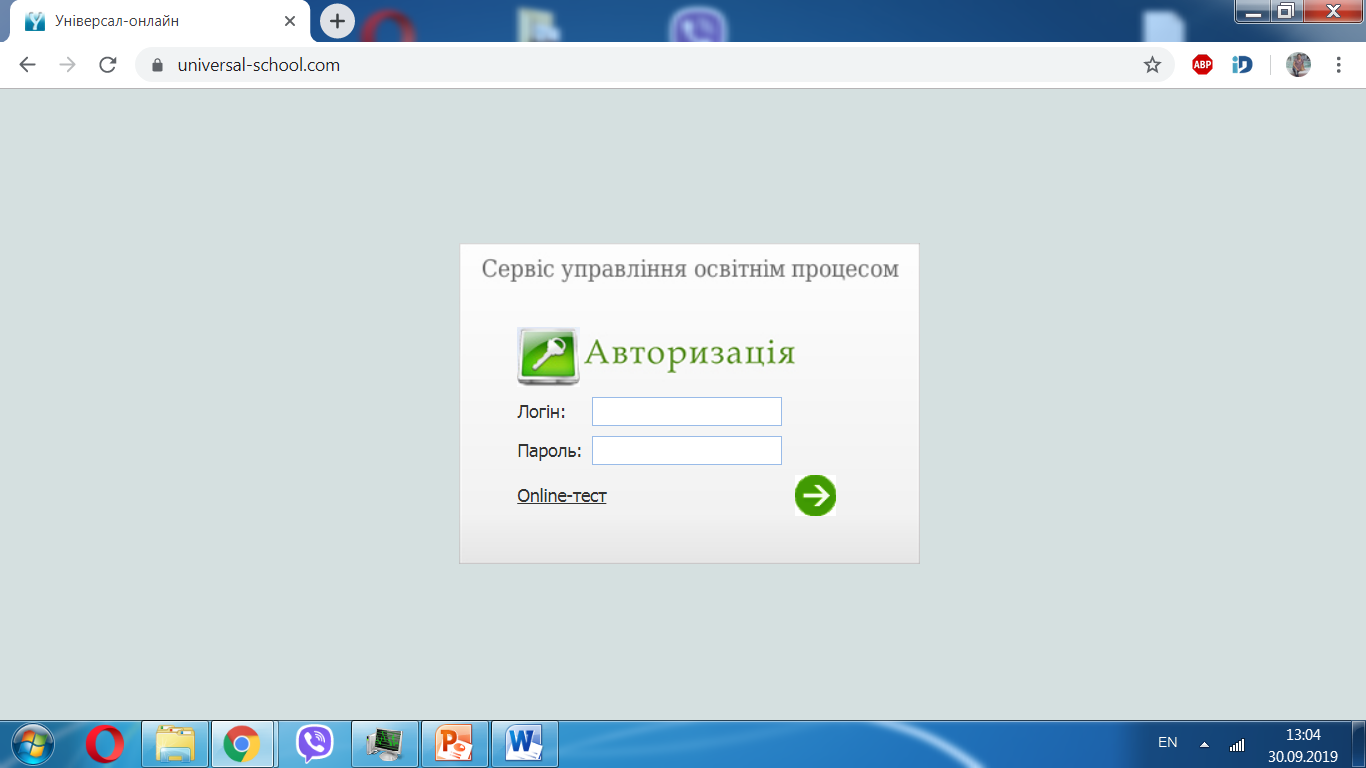 Універсал-онлайн
universal-school.com
ABP
Сервіс управління освітнім процесом
Авторизація
Логін:
Пароль:
Online-тест
EN
13:04
30.09.2019